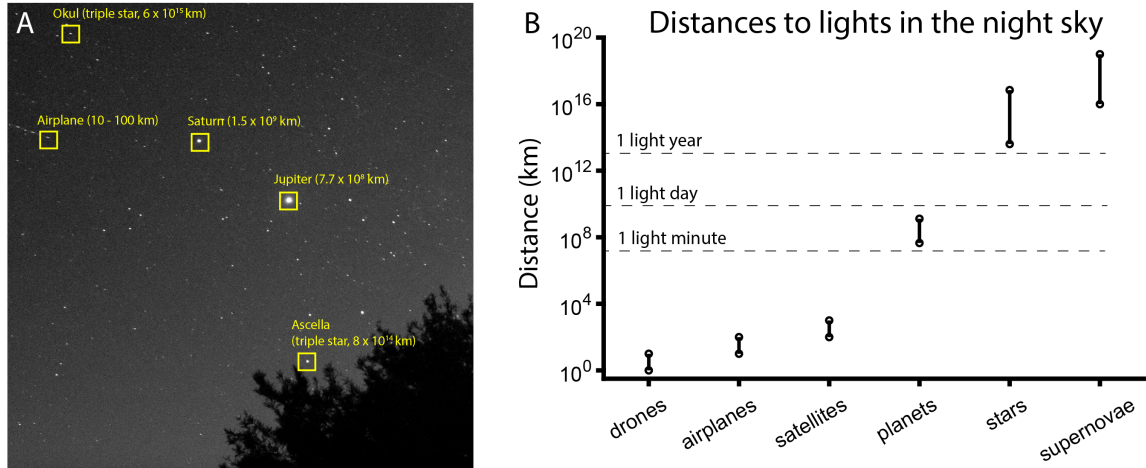 A
Okul (triple star, 6 x 10¹⁵ km)
Airplane (10 - 100 km)
Saturn (1.5 x 10⁹ km)
Jupiter (7.7 x 10⁸ km)
Ascella
(triple star, 8 x 10¹⁴ km)
B
Distances to lights in the night sky
Distance (km)
10²⁰
10¹⁶
10¹²
10⁸
10⁴
10⁰
1 light year
1 light day
1 light minute
drones
airplanes
satellites
planets
stars
supernovae